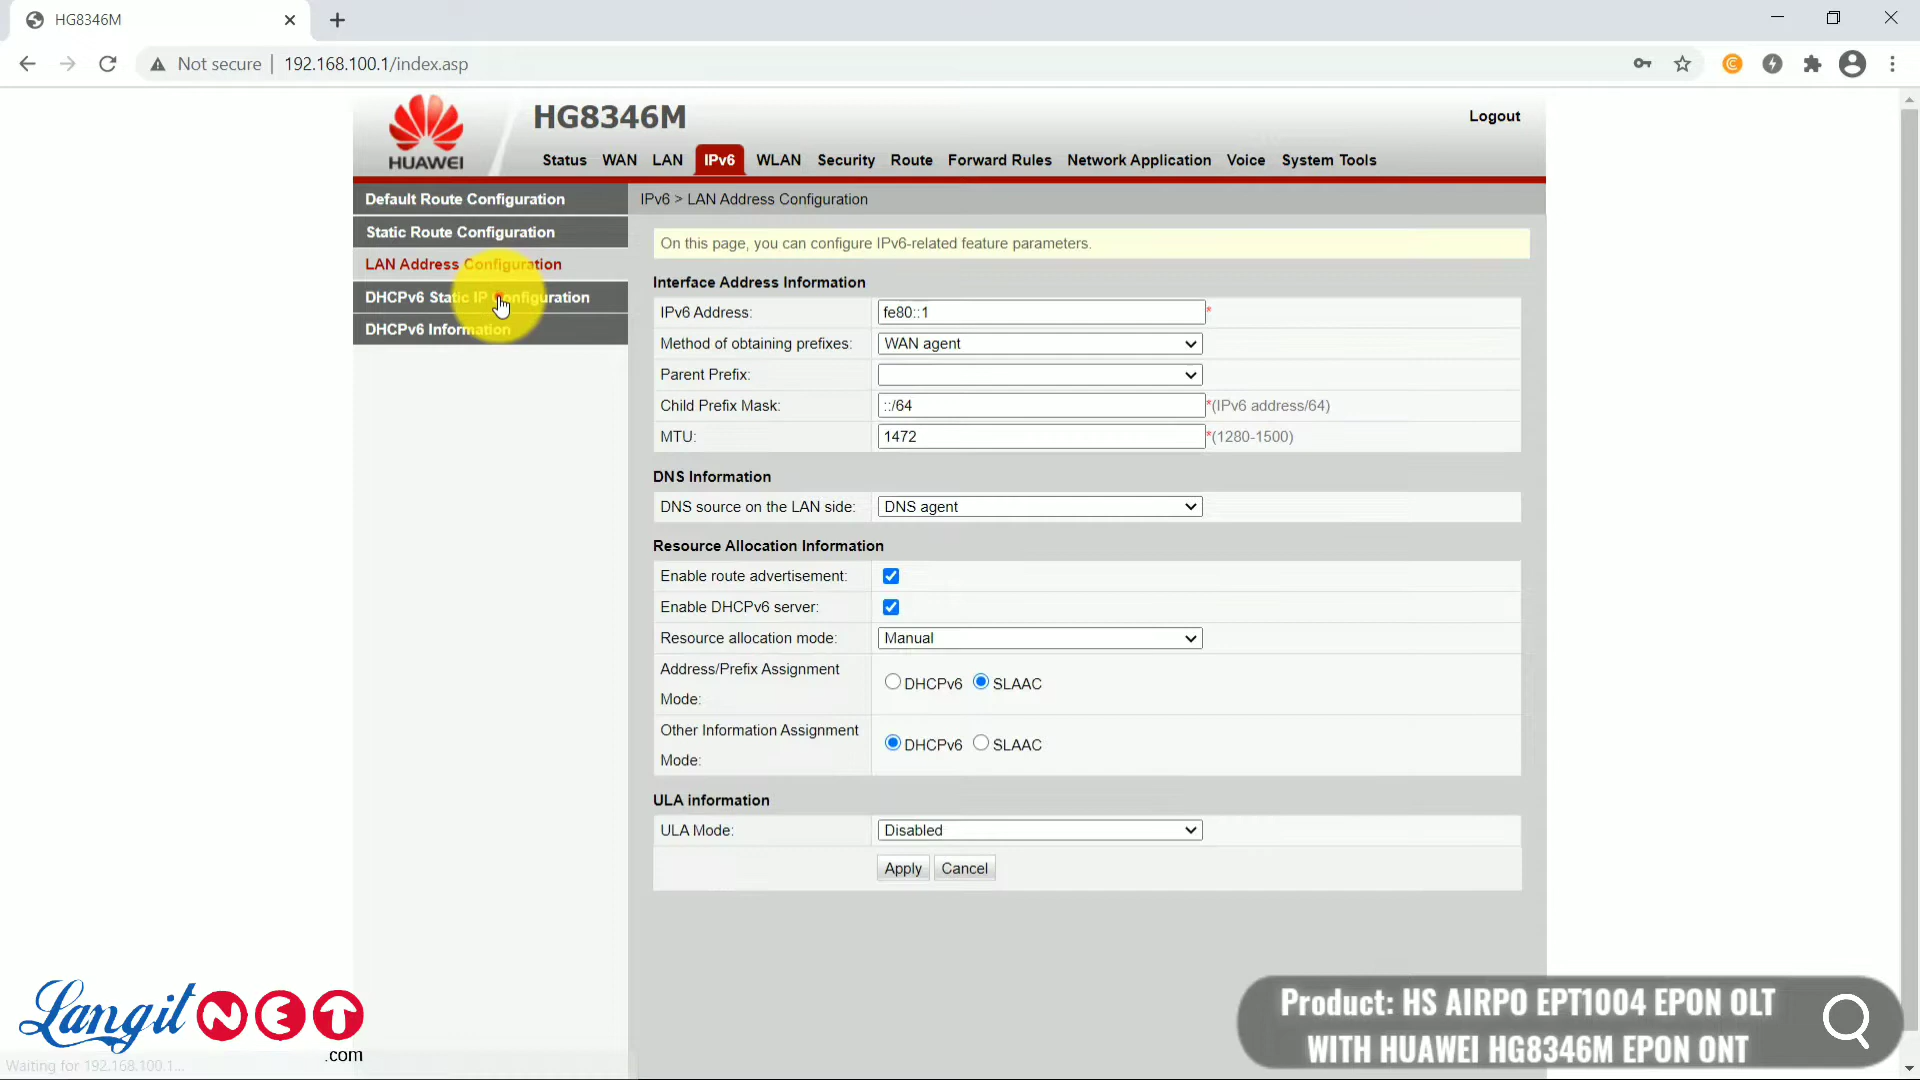 HG8346M
Not secure
192.168.100.1/index.asp
HUAWEI
HG8346M
Logout
Status WAN LAN IPv6 WLAN Security Route Forward Rules Network Application Voice System Tools
Default Route Configuration
Static Route Configuration
LAN Address Configuration
DHCPv6 Static IP Configuration
DHCPv6 Information
IPv6 > LAN Address Configuration
On this page, you can configure IPv6-related feature parameters.
Interface Address Information
IPv6 Address: fe80::1 *
Method of obtaining prefixes: WAN agent
Parent Prefix:
Child Prefix Mask: ::/64 *(IPv6 address/64)
MTU: 1472 *(1280-1500)
DNS Information
DNS source on the LAN side: DNS agent
Resource Allocation Information
Enable route advertisement:
Enable DHCPv6 server:
Resource allocation mode: Manual
Address/Prefix Assignment
Mode:
DHCPv6 SLAAC
Other Information Assignment
Mode:
DHCPv6 SLAAC
ULA information
ULA Mode: Disabled
Apply Cancel
Langit NET
.com
Waiting for 192.168.100.1...
Product: HS AIRPO EPT1004 EPON OLT
WITH HUAWEI HG8346M EPON ONT